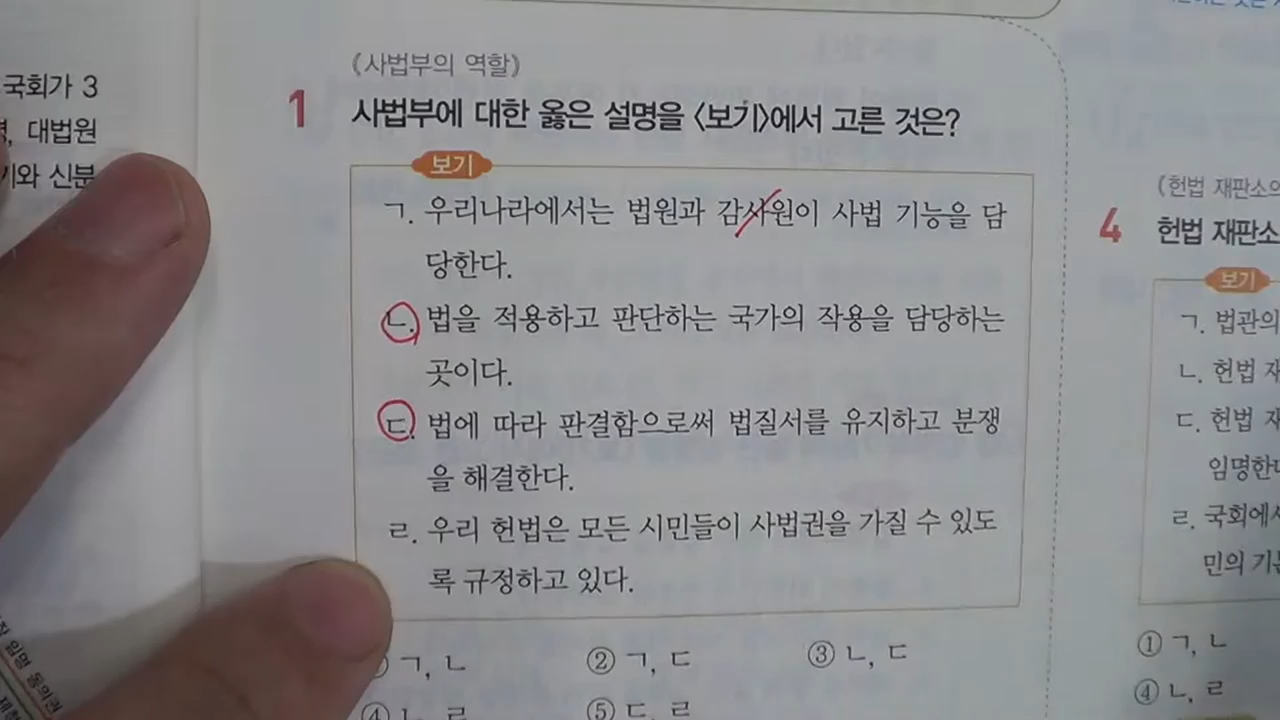 국회가 3
대법원
기와 신분
임명 동의권
《사법부의 역할》
1 사법부에 대한 옳은 설명을 〈보기〉에서 고른 것은?
보기
ㄱ. 우리나라에서는 법원과 감사원이 사법 기능을 담
당한다.
ㄴ. 법을 적용하고 판단하는 국가의 작용을 담당하는
곳이다.
ㄷ. 법에 따라 판결함으로써 법질서를 유지하고 분쟁
을 해결한다.
ㄹ. 우리 헌법은 모든 시민들이 사법권을 가질 수 있도
록 규정하고 있다.
ㄱ, ㄴ ② ㄱ, ㄷ ③ ㄴ, ㄷ
④ ㄴ, ㄹ ⑤ ㄷ, ㄹ
《헌법 재판소의
4 헌법 재판소
보기
ㄱ. 법관의
ㄴ. 헌법 재
ㄷ. 헌법 재
임명한다
ㄹ. 국회에서
민의 기
① ㄱ, ㄴ
④ ㄴ, ㄹ